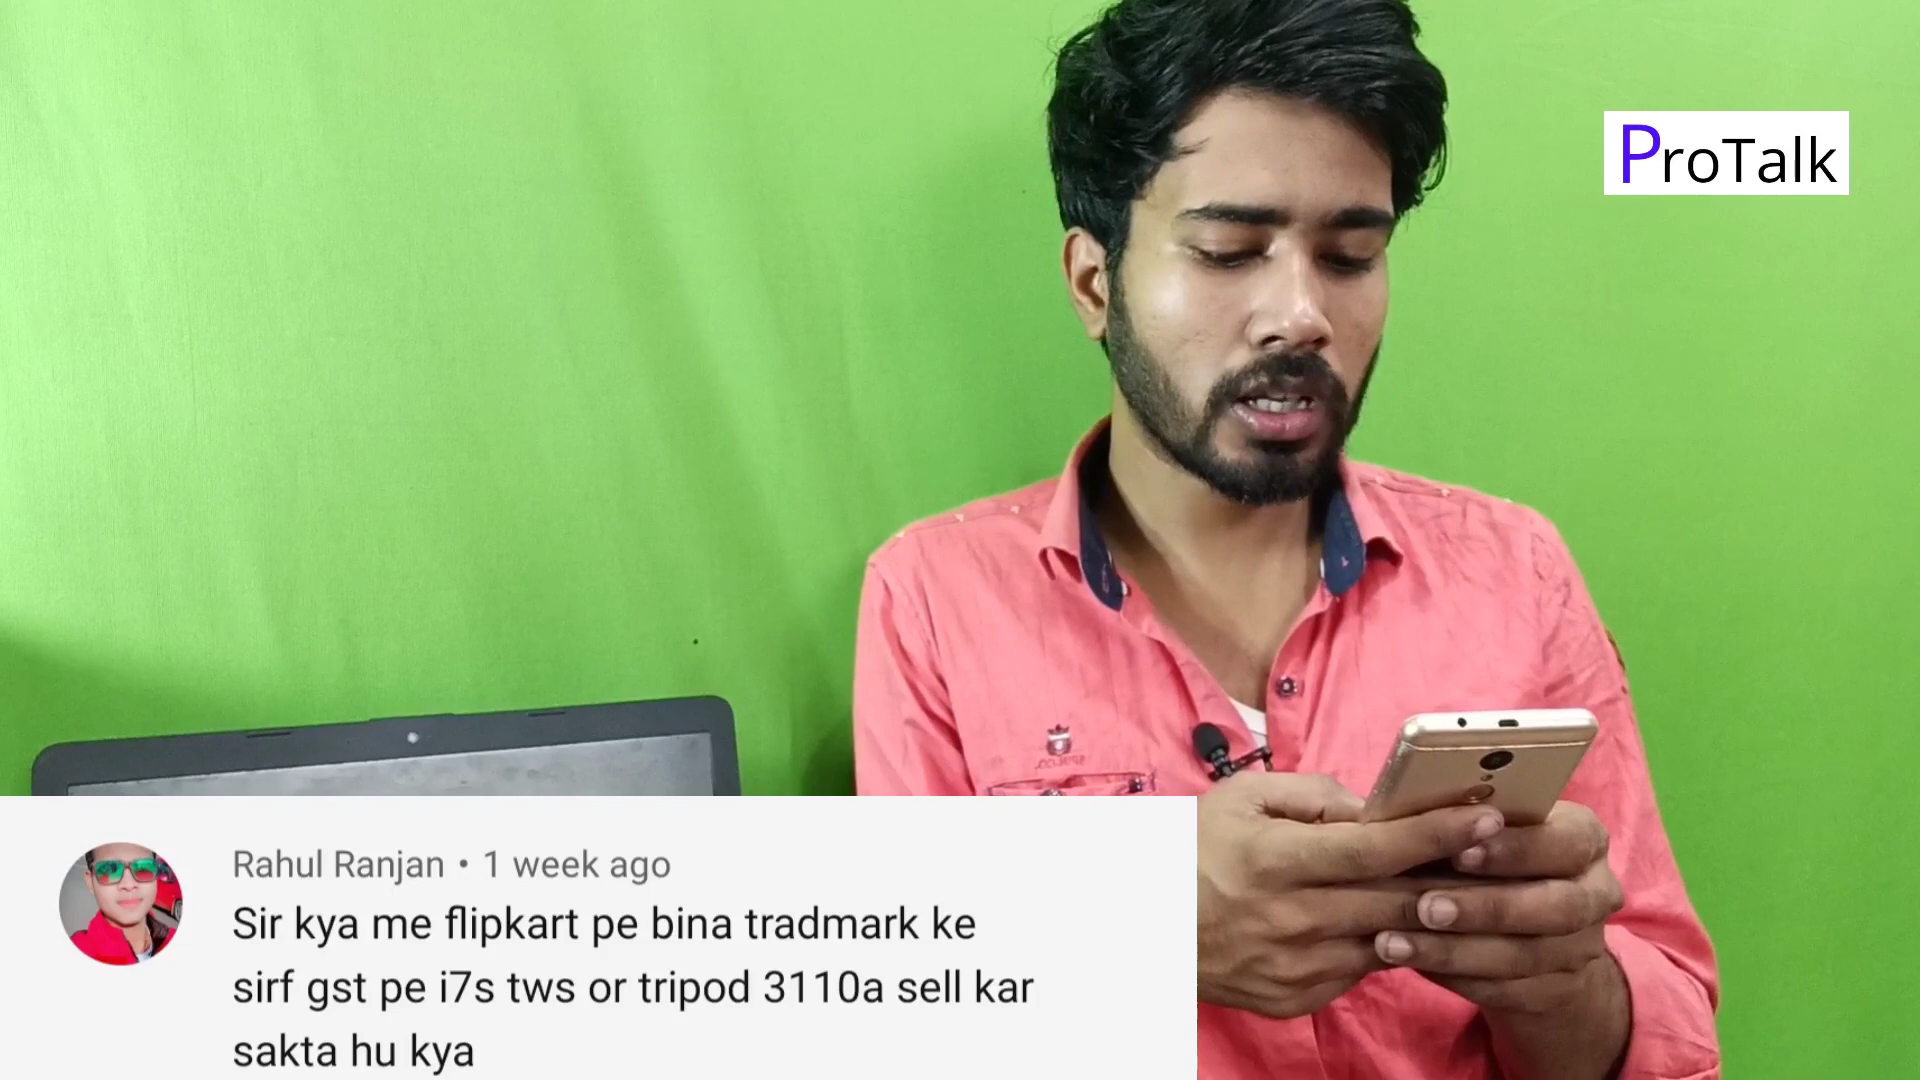 ProTalk
Rahul Ranjan • 1 week ago
Sir kya me flipkart pe bina tradmark ke
sirf gst pe i7s tws or tripod 3110a sell kar
sakta hu kya